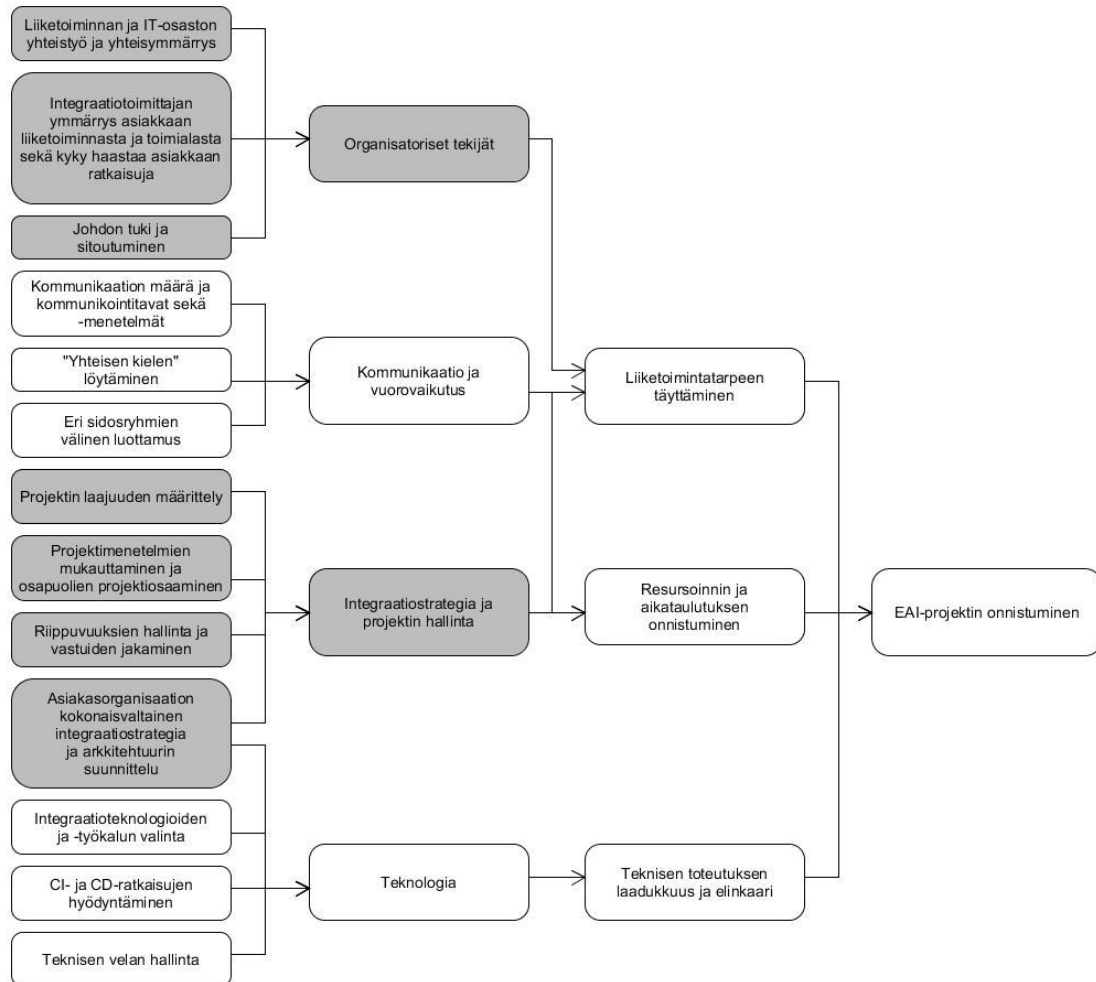 Liiketoiminnan ja IT-osaston
yhteistyö ja yhteisymmärrys
Integraatiotoimittajan
ymmärrys asiakkaan
liiketoiminnasta ja toimialasta
sekä kyky haastaa asiakkaan
ratkaisuja
Johdon tuki ja
sitoutuminen
Kommunikaation määrä ja
kommunikointitavat sekä
-menetelmät
"Yhteisen kielen"
löytäminen
Eri sidosryhmien
välinen luottamus
Projektin laajuuden määrittely
Projektimenetelmien
mukauttaminen ja
osapuolien projektiosaaminen
Riippuvuuksien hallinta ja
vastuiden jakaminen
Asiakasorganisaation
kokonaisvaltainen
integraatiostrategia
ja arkkitehtuurin
suunnittelu
Integraatioteknologioiden
ja -työkalun valinta
CI- ja CD-ratkaisujen
hyödyntäminen
Teknisen velan hallinta
Organisatoriset tekijät
Kommunikaatio ja
vuorovaikutus
Integraatiostrategia ja
projektin hallinta
Teknologia
Liiketoimintatarpeen
täyttäminen
Resursoinnin ja
aikataulutuksen
onnistuminen
Teknisen toteutuksen
laadukkuus ja elinkaari
EAI-projektin onnistuminen